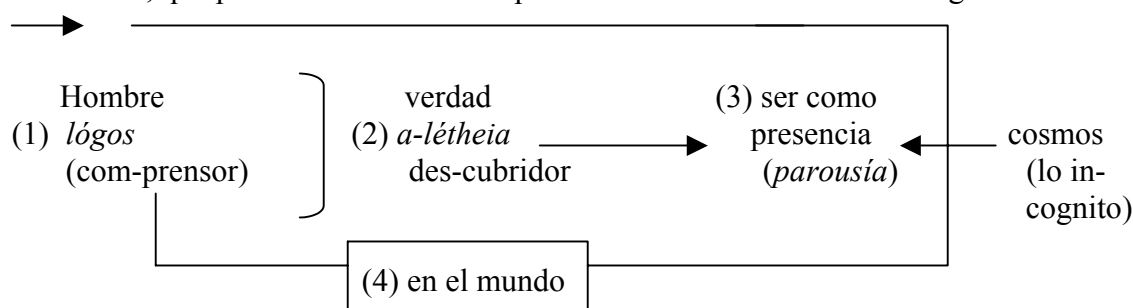 Hombre
(1) lógos
(com-prensor)
verdad
(2) a-létheia
des-cubridor
(3) ser como
presencia
(parousía)
cosmos
(lo in-
cognito)
(4) en el mundo